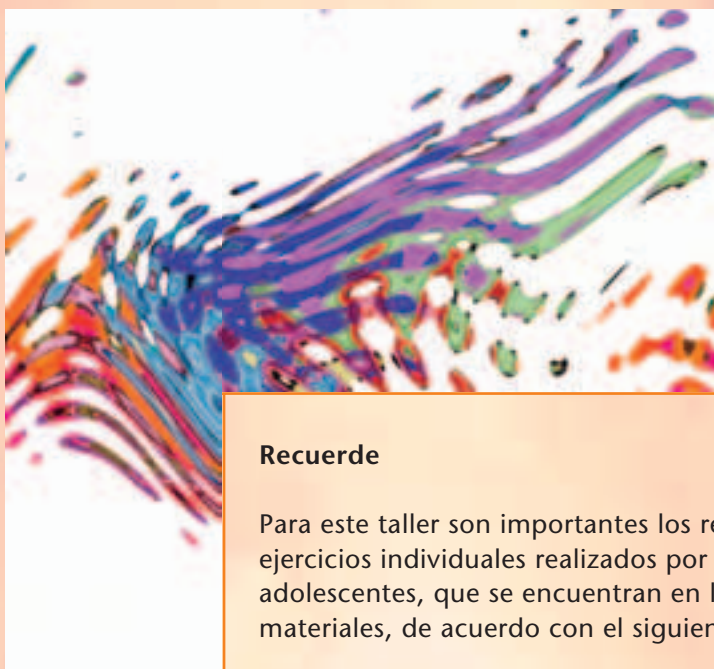 Recuerde
Para este taller son importantes los
ejercicios individuales realizados por
adolescentes, que se encuentran en
materiales, de acuerdo con el